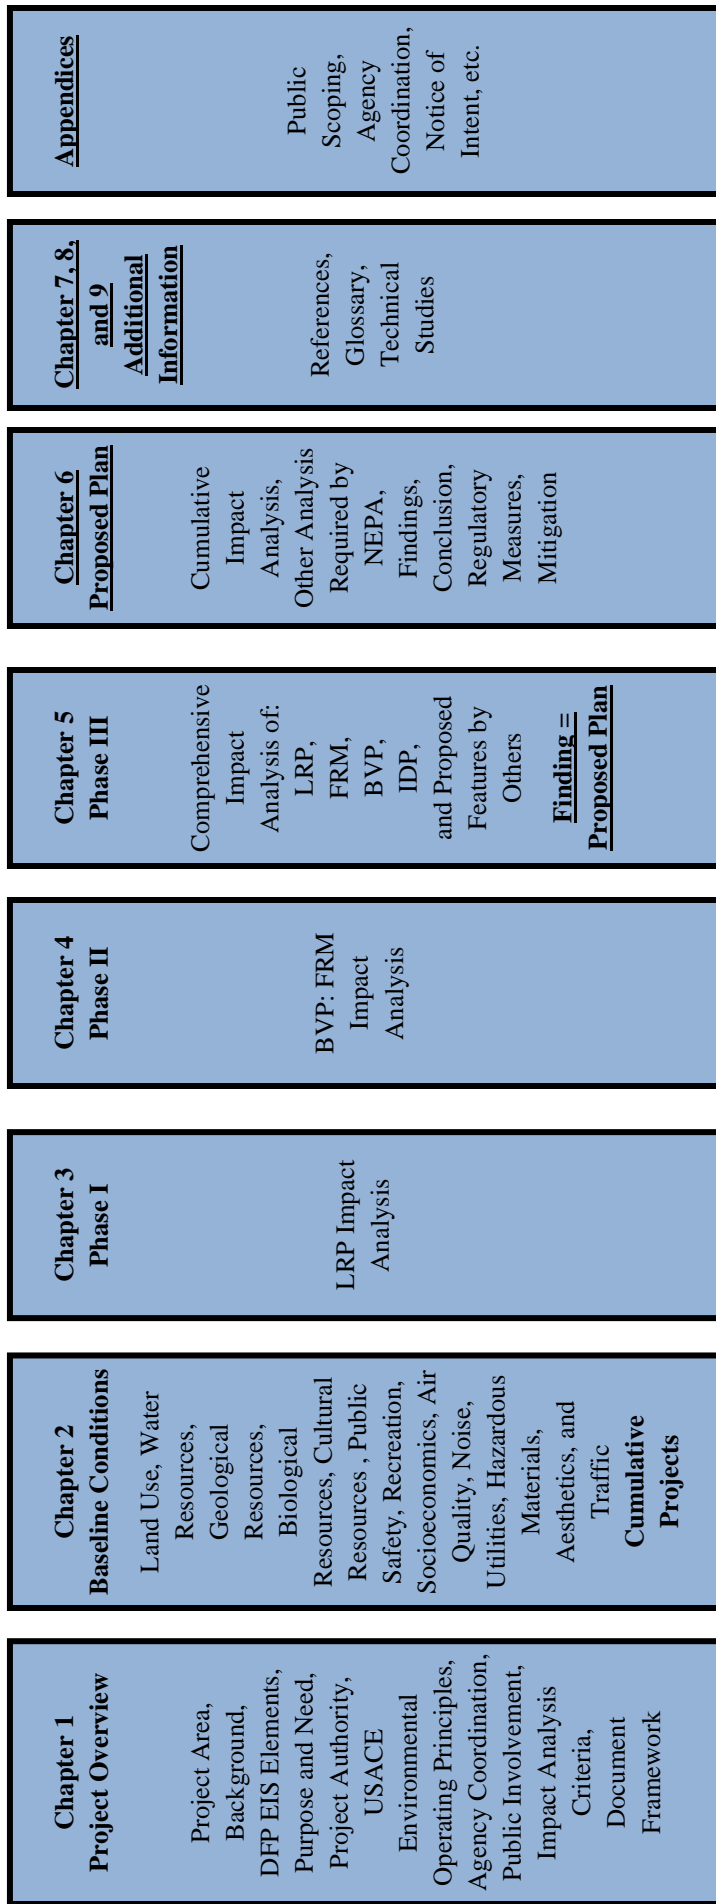 Chapter 1
Project Overview
Project Area,
Background,
DFP EIS Elements,
Purpose and Need,
Project Authority,
USACE
Environmental
Operating Principles,
Agency Coordination,
Public Involvement,
Impact Analysis
Criteria,
Document
Framework
Chapter 2
Baseline Conditions
Land Use, Water
Resources,
Geological
Resources,
Biological
Resources, Cultural
Resources , Public
Safety, Recreation,
Socioeconomics, Air
Quality, Noise,
Utilities, Hazardous
Materials,
Aesthetics, and
Traffic
Cumulative
Projects
Chapter 3
Phase I
LRP Impact
Analysis
Chapter 4
Phase II
BVP: FRM
Impact
Analysis
Chapter 5
Phase III
Comprehensive
Impact
Analysis of:
LRP,
FRM,
BVP,
IDP,
and Proposed
Features by
Others
Finding =
Proposed Plan
Chapter 6
Proposed Plan
Cumulative
Impact
Analysis,
Other Analysis
Required by
NEPA,
Findings,
Conclusion,
Regulatory
Measures,
Mitigation
Chapter 7, 8,
and 9
Additional
Information
References,
Glossary,
Technical
Studies
Appendices
Public
Scoping,
Agency
Coordination,
Notice of
Intent, etc.